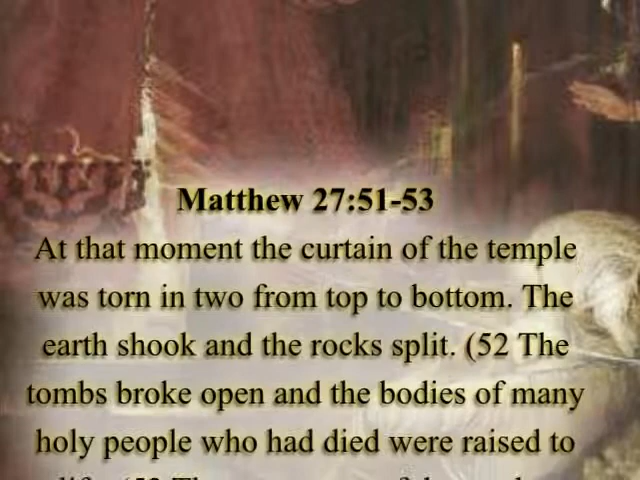 Matthew 27:51-53
At that moment the curtain of the temple
was torn in two from top to bottom. The
earth shook and the rocks split. (52 The
tombs broke open and the bodies of many
holy people who had died were raised to